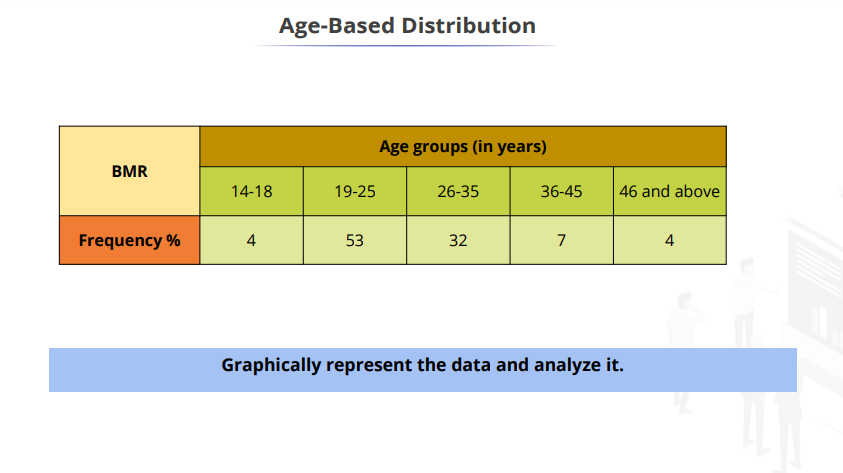 Age-Based Distribution
BMR
Age groups (in years)
14-18 19-25 26-35 36-45 46 and above
Frequency % 4 53 32 7 4
Graphically represent the data and analyze it.